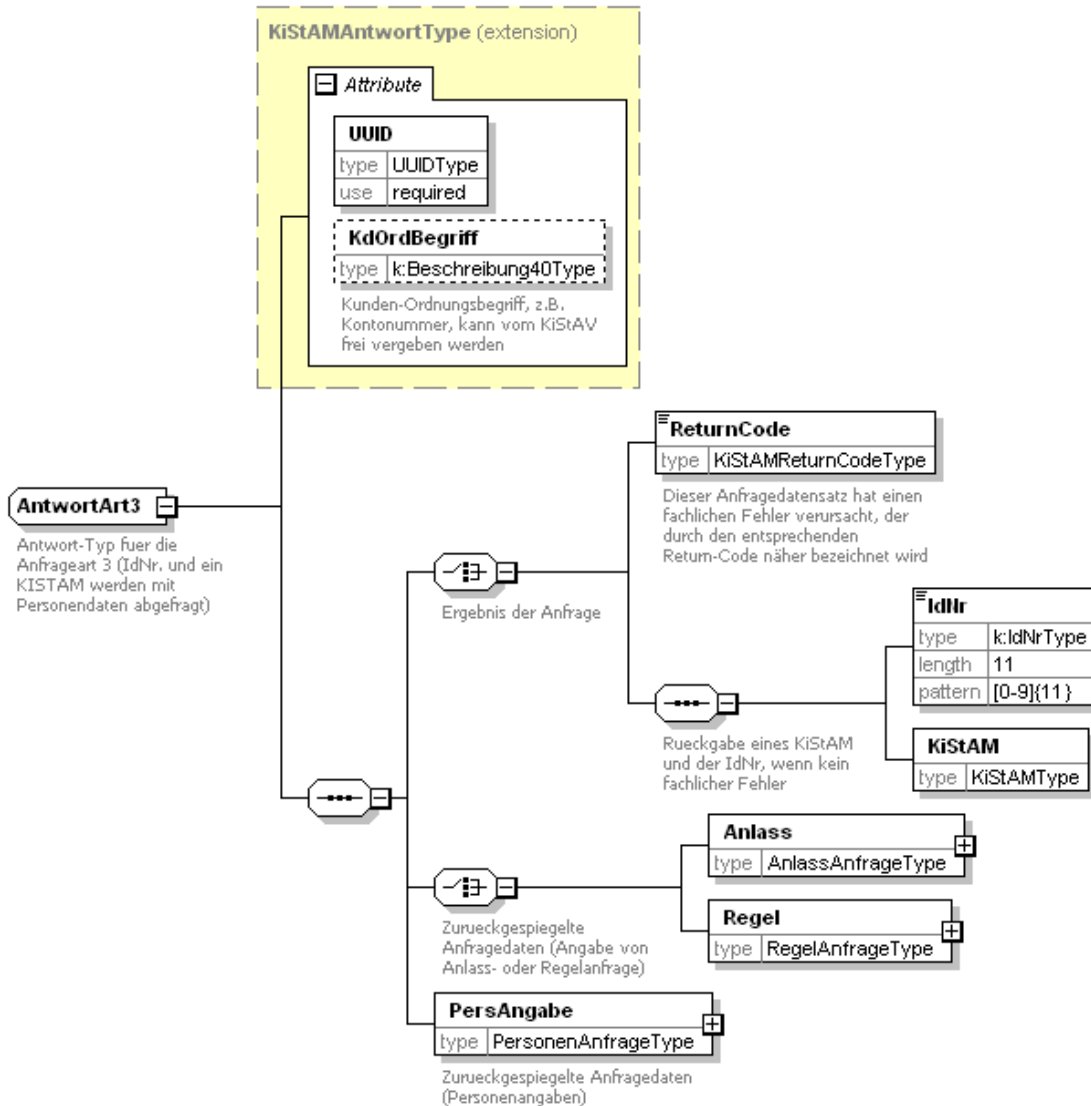 KiStAMAntwortType (extension)
Attribute
UUID
type UUIDType
use required
KdOrdBegriff
type k:Beschreibung40Type
Kunden-Ordnungsbegriff, z.B.
Kontonummer, kann vom KiStAV
frei vergeben werden
AntwortArt3
Antwort-Typ fuer die
Anfrageart 3 (IdNr. und ein
KISTAM werden mit
Personendaten abgefragt)
Ergebnis der Anfrage
ReturnCode
type KiStAMReturnCodeType
Dieser Anfragedatensatz hat einen
fachlichen Fehler verursacht, der
durch den entsprechenden
Return-Code näher bezeichnet wird
Rueckgabe eines KiStAM
und der IdNr, wenn kein
fachlicher Fehler
IdNr
type k:IdNrType
length 11
pattern [0-9]{11}
KiStAM
type KiStAMType
Zurueckgespiegelte
Anfragedaten (Angabe von
Anlass- oder Regelanfrage)
Anlass
type AnlassAnfrageType
Regel
type RegelAnfrageType
PersAngabe
type PersonenAnfrageType
Zurueckgespiegelte Anfragedaten
(Personenangaben)